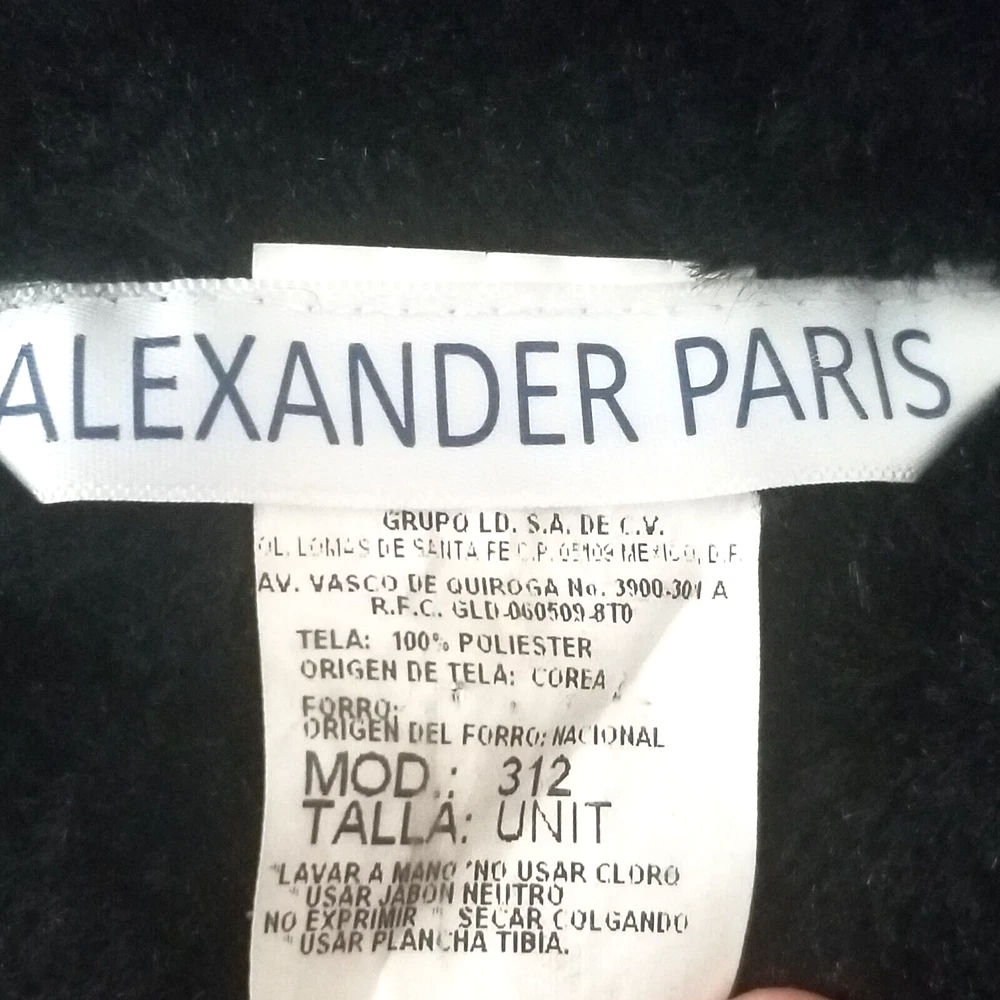 ALEXANDER PARIS
GRUPO LD. S.A. DE C.V.
OL. LOMAS DE SANTA FE C.P. 05109 MEXICO, D.F.
AV. VASCO DE QUIROGA No. 3900-301 A
R.F.C. GLD-060509-8T0
TELA: 100% POLIESTER
ORIGEN DE TELA: COREA
FORRO:
ORIGEN DEL FORRO: NACIONAL
MOD.: 312
TALLA: UNIT
"LAVAR A MANO "NO USAR CLORO
"USAR JABON NEUTRO
NO EXPRIMIR " SECAR COLGANDO
"USAR PLANCHA TIBIA.